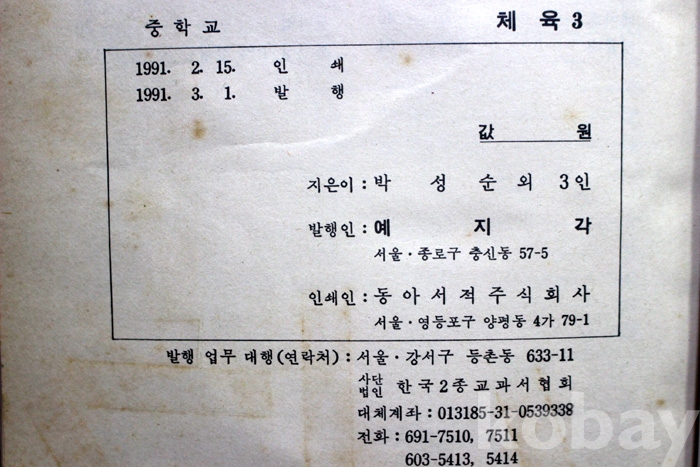 중학교 체육 3
1991. 2. 15. 인 쇄
1991. 3. 1. 발 행
값 원
지은이 : 박 성 순 외 3인
발행인 : 예 지 각
서울·종로구 충신동 57-5
인쇄인 : 동아서적주식회사
서울·영등포구 양평동 4가 79-1
발행 업무 대행(연락처) : 서울·강서구 등촌동 633-11
사단법인 한국2종교과서협회
대체계좌 : 013185-31-0539338
전화 : 691-7510, 7511
603-5413, 5414
kobay